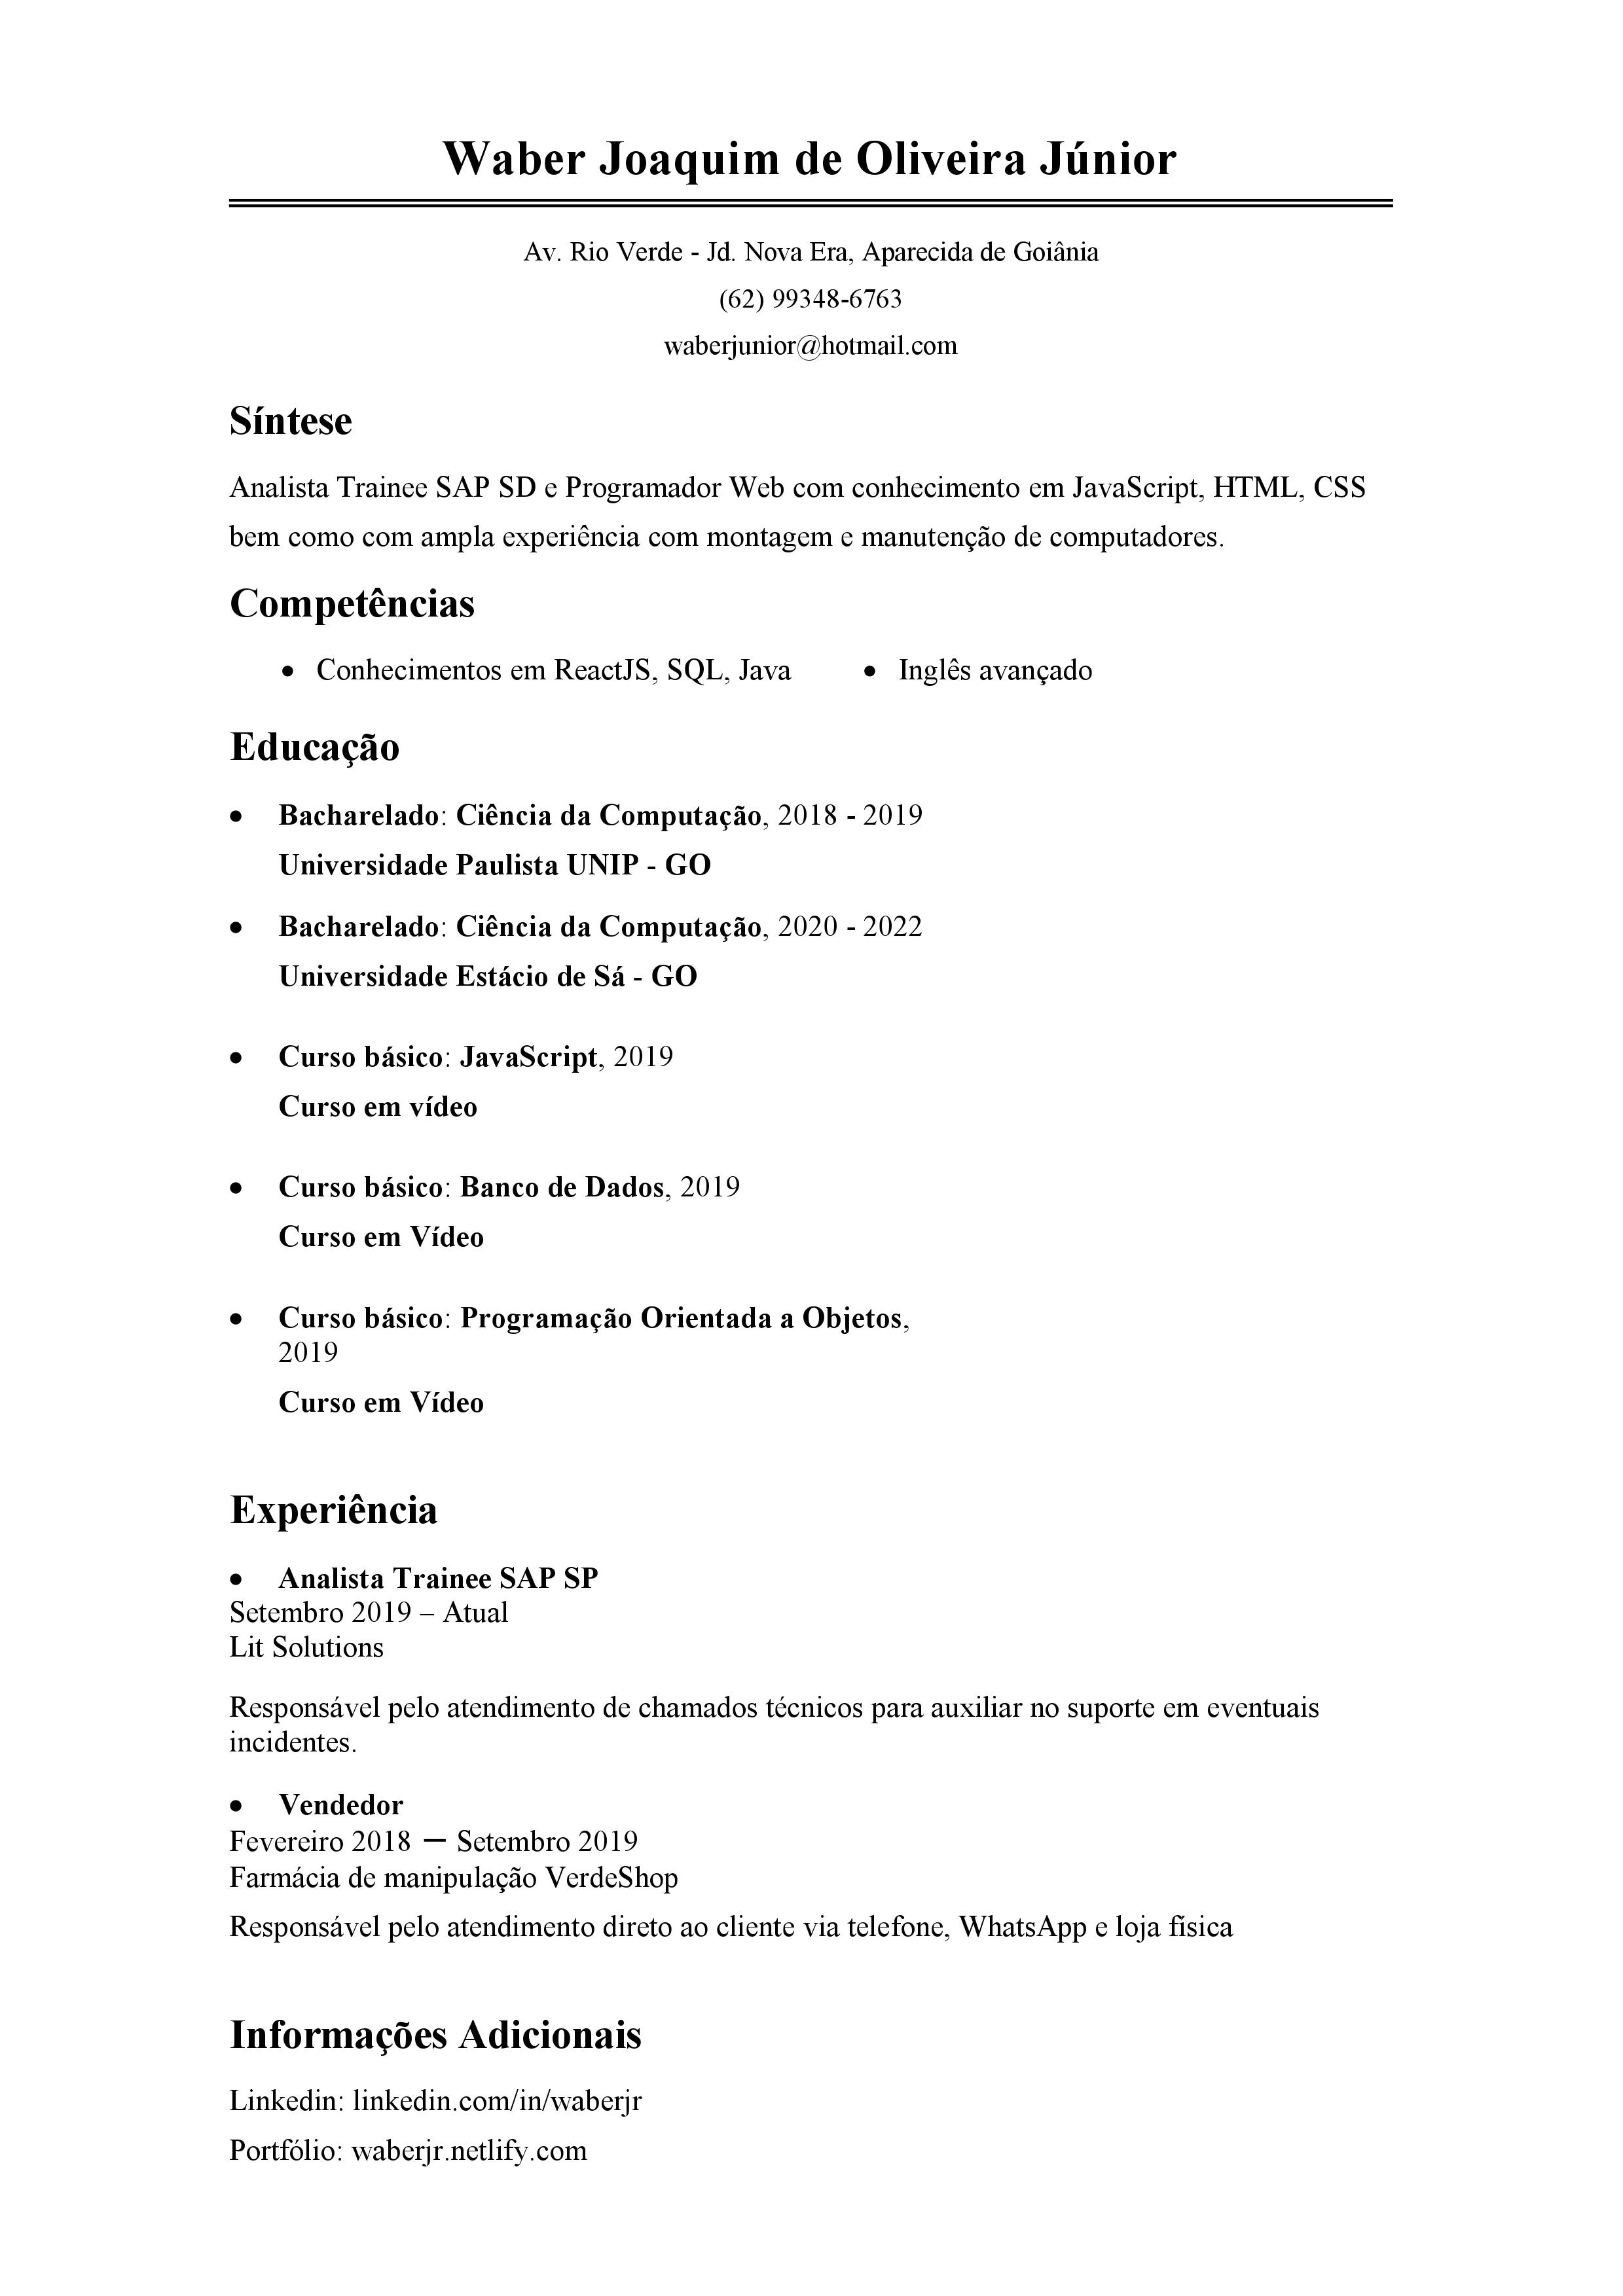 Waber Joaquim de Oliveira Júnior
Av. Rio Verde - Jd. Nova Era, Aparecida de Goiânia
(62) 99348-6763
waberjunior@hotmail.com
Síntese
Analista Trainee SAP SD e Programador Web com conhecimento em JavaScript, HTML, CSS
bem como com ampla experiência com montagem e manutenção de computadores.
Competências
• Conhecimentos em ReactJS, SQL, Java • Inglês avançado
Educação
• Bacharelado: Ciência da Computação, 2018 - 2019
Universidade Paulista UNIP - GO
• Bacharelado: Ciência da Computação, 2020 - 2022
Universidade Estácio de Sá - GO
• Curso básico: JavaScript, 2019
Curso em vídeo
• Curso básico: Banco de Dados, 2019
Curso em Vídeo
• Curso básico: Programação Orientada a Objetos,
2019
Curso em Vídeo
Experiência
• Analista Trainee SAP SP
Setembro 2019 – Atual
Lit Solutions
Responsável pelo atendimento de chamados técnicos para auxiliar no suporte em eventuais
incidentes.
• Vendedor
Fevereiro 2018 — Setembro 2019
Farmácia de manipulação VerdeShop
Responsável pelo atendimento direto ao cliente via telefone, WhatsApp e loja física
Informações Adicionais
Linkedin: linkedin.com/in/waberjr
Portfólio: waberjr.netlify.com